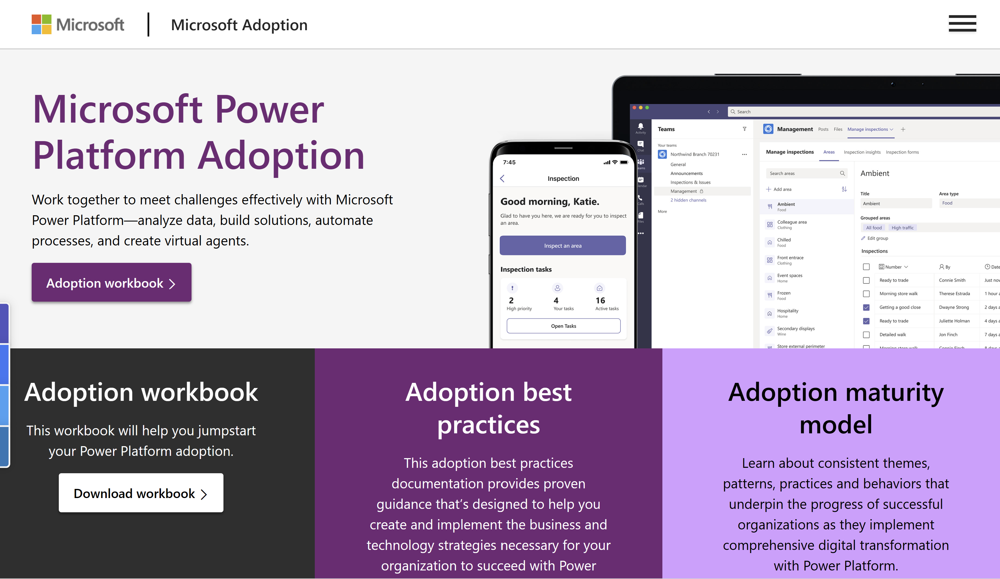 Microsoft
Microsoft Adoption
Microsoft Power
Platform Adoption
Work together to meet challenges effectively with Microsoft
Power Platform—analyze data, build solutions, automate
processes, and create virtual agents.
Adoption workbook
7:45
Inspection
Good morning, Katie.
Glad to have you here, we are ready for you to inspect
an area.
Inspect an area
Inspection tasks
2 4 16
High priority Your tasks Active tasks
Open Tasks
Search
Activity
Chat
Calls
Files
Teams
Your teams
Northwind Branch 70231
General
Announcements
Inspections & Issues
Management
2 hidden channels
More
Management Posts Files Manage inspections
Manage inspections Areas Inspection insights Inspection forms
Search areas
Add area
Ambient
Food
Colleague area
Clothing
Chilled
Food
Front entrace
Clothing
Event spaces
Home
Frozen
Food
Hospitality
Home
Secondary displays
Wine
Store external perimeter
Ambient
Title Area type
Ambient Food
Grouped areas
All food High traffic
Edit group
Inspections
Number By Date
Ready to trade Connie Smith Just
Morning store walk Therese Estrada 1 hour
Getting a good close Dwayne Strong 2 days
Ready to trade Juliette Holman 4 days
Detailed walk Jon Finch 7 days
Morning store walk Connie Finch 8 days
Adoption workbook
This workbook will help you jumpstart
your Power Platform adoption.
Download workbook
Adoption best
practices
This adoption best practices
documentation provides proven
guidance that’s designed to help you
create and implement the business and
technology strategies necessary for your
organization to succeed with Power
Adoption maturity
model
Learn about consistent themes,
patterns, practices and behaviors that
underpin the progress of successful
organizations as they implement
comprehensive digital transformation
with Power Platform.